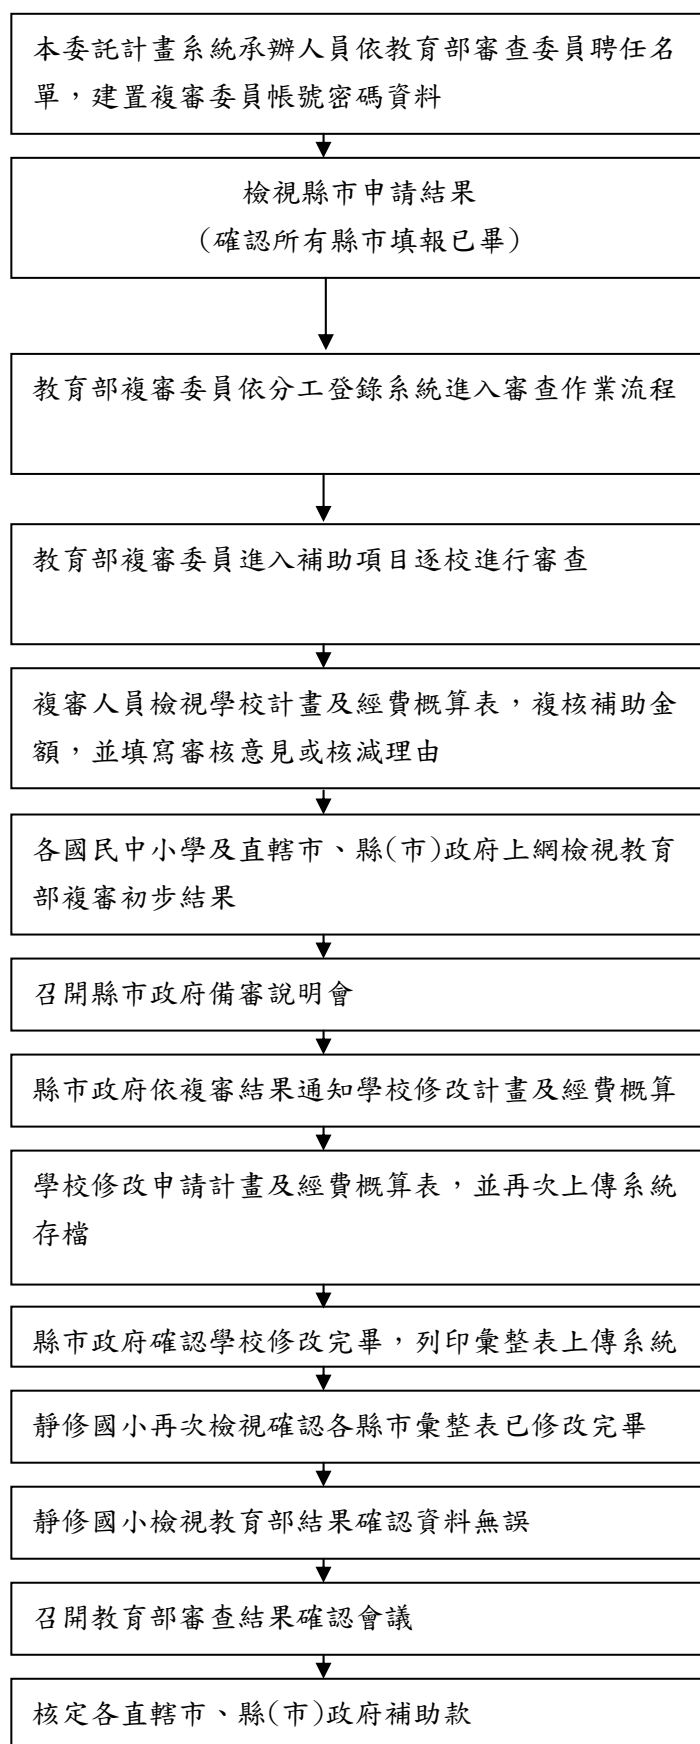 本委託計畫系統承辦人員依教育部審查委員聘任名
單，建置複審委員帳號密碼資料
檢視縣市申請結果
(確認所有縣市填報已畢)
教育部複審委員依分工登錄系統進入審查作業流程
教育部複審委員進入補助項目逐校進行審查
複審人員檢視學校計畫及經費概算表，複核補助金
額，並填寫審核意見或核減理由
各國民中小學及直轄市、縣(市)政府上網檢視教育
部複審初步結果
召開縣市政府備審說明會
縣市政府依複審結果通知學校修改計畫及經費概算
學校修改申請計畫及經費概算表，並再次上傳系統
存檔
縣市政府確認學校修改完畢，列印彙整表上傳系統
靜修國小再次檢視確認各縣市彙整表已修改完畢
靜修國小檢視教育部結果確認資料無誤
召開教育部審查結果確認會議
核定各直轄市、縣(市)政府補助款